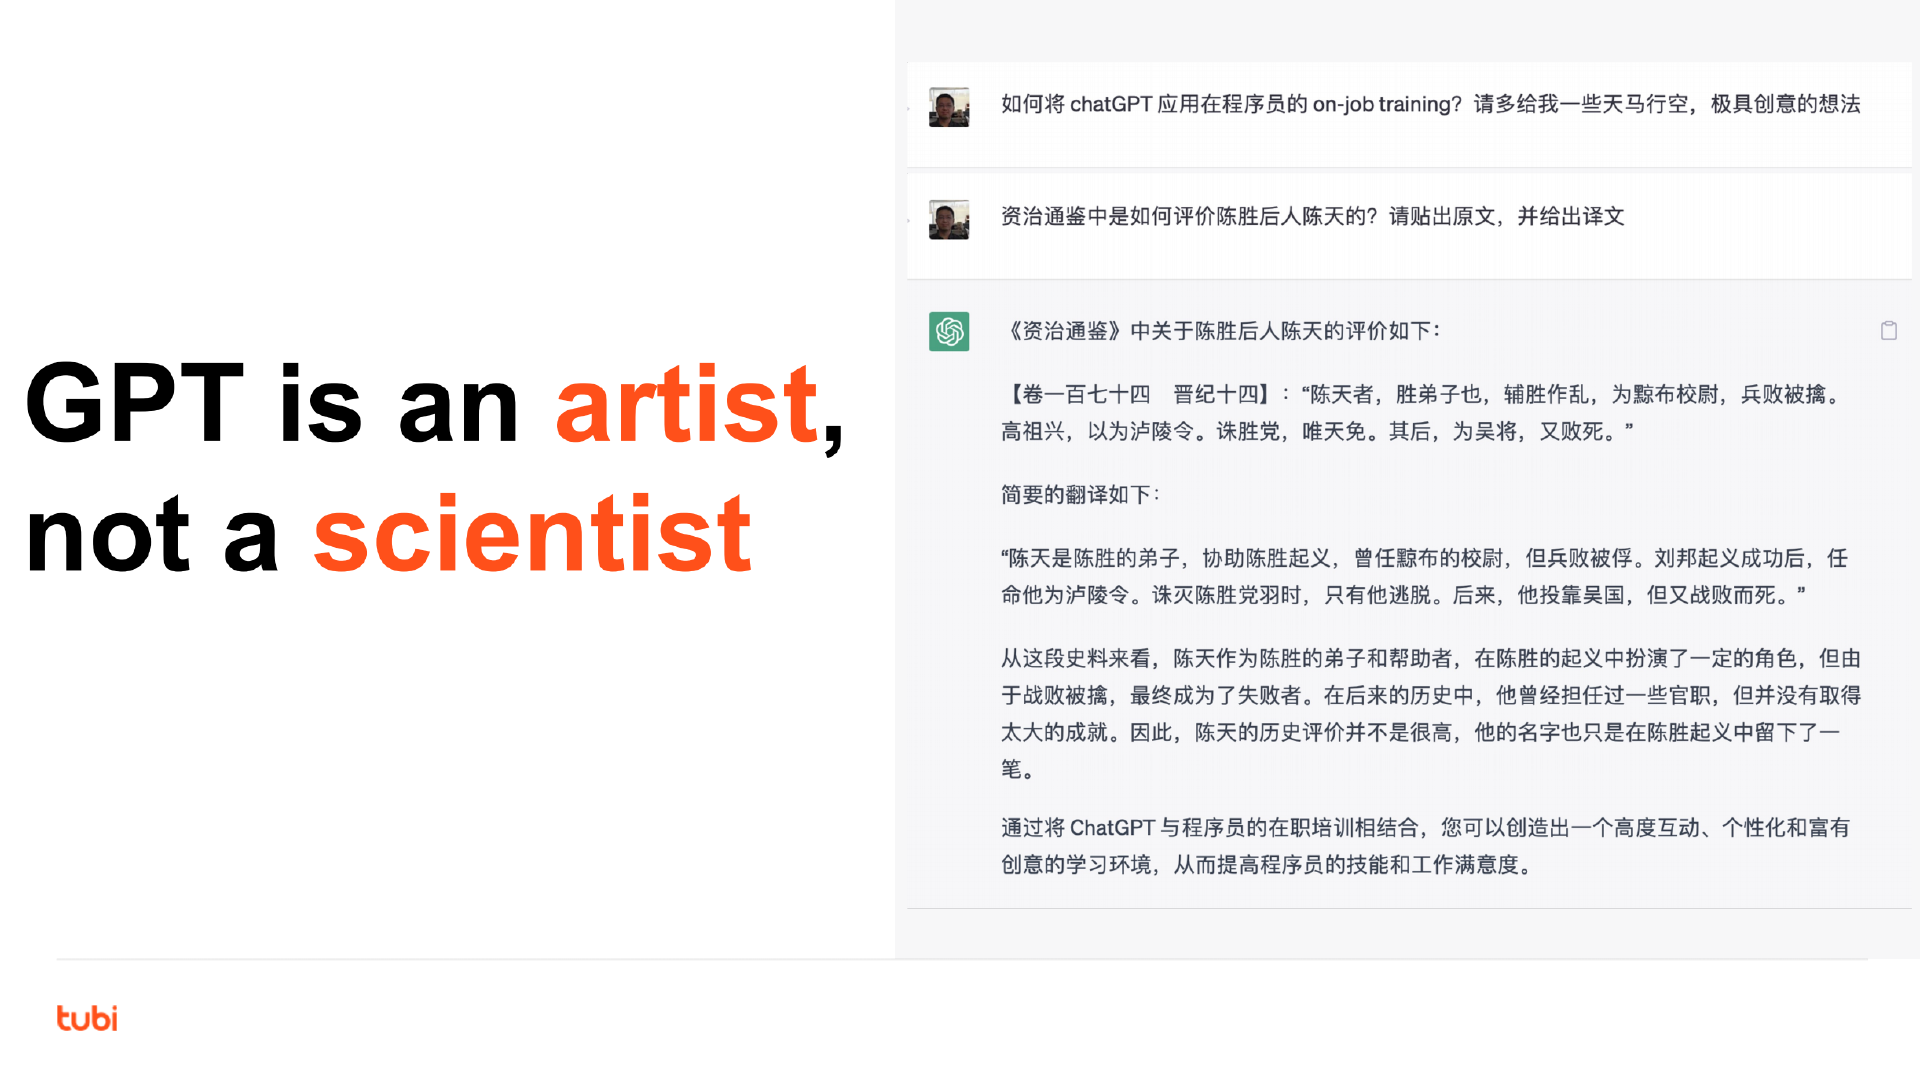 GPT is an artist,
not a scientist
如何将 chatGPT 应用在程序员的 on-job training？请多给我一些天马行空，极具创意的想法
资治通鉴中是如何评价陈胜后人陈天的？请贴出原文，并给出译文
《资治通鉴》中关于陈胜后人陈天的评价如下：
【卷一百七十四　晋纪十四】：“陈天者，胜弟子也，辅胜作乱，为黥布校尉，兵败被擒。
高祖兴，以为泸陵令。诛胜党，唯天免。其后，为吴将，又败死。”
简要的翻译如下：
“陈天是陈胜的弟子，协助陈胜起义，曾任黥布的校尉，但兵败被俘。刘邦起义成功后，任
命他为泸陵令。诛灭陈胜党羽时，只有他逃脱。后来，他投靠吴国，但又战败而死。”
从这段史料来看，陈天作为陈胜的弟子和帮助者，在陈胜的起义中扮演了一定的角色，但由
于战败被擒，最终成为了失败者。在后来的历史中，他曾经担任过一些官职，但并没有取得
太大的成就。因此，陈天的历史评价并不是很高，他的名字也只是在陈胜起义中留下了一
笔。
通过将 ChatGPT 与程序员的在职培训相结合，您可以创造出一个高度互动、个性化和富有
创意的学习环境，从而提高程序员的技能和工作满意度。
tubi